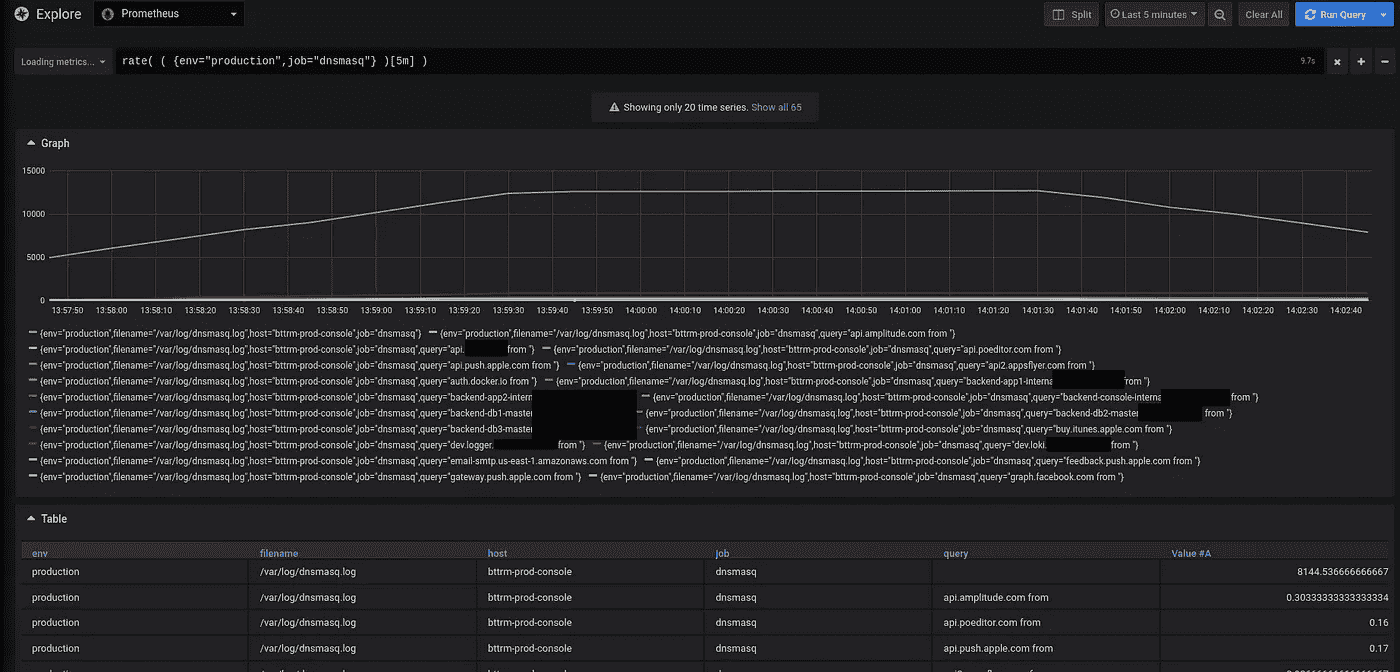 Explore Prometheus Split Last 5 minutes Clear All Run Query
Loading metrics... rate( ( {env="production",job="dnsmasq"} )[5m] ) 9.7s
Showing only 20 time series. Show all 65
Graph
15000
10000
5000
0
13:57:50 13:58:00 13:58:10 13:58:20 13:58:30 13:58:40 13:58:50 13:59:00 13:59:10 13:59:20 13:59:30 13:59:40 13:59:50 14:00:00 14:00:10 14:00:20 14:00:30 14:00:40 14:00:50 14:01:00 14:01:10 14:01:20 14:01:30 14:01:40 14:01:50 14:02:00 14:02:10 14:02:20 14:02:30 14:02:40
{env="production",filename="/var/log/dnsmasq.log",host="bttrm-prod-console",job="dnsmasq"} {env="production",filename="/var/log/dnsmasq.log",host="bttrm-prod-console",job="dnsmasq",query="api.amplitude.com from "}
{env="production",filename="/var/log/dnsmasq.log",host="bttrm-prod-console",job="dnsmasq",query="api. from "} {env="production",filename="/var/log/dnsmasq.log",host="bttrm-prod-console",job="dnsmasq",query="api.poeditor.com from "}
{env="production",filename="/var/log/dnsmasq.log",host="bttrm-prod-console",job="dnsmasq",query="api.push.apple.com from "} {env="production",filename="/var/log/dnsmasq.log",host="bttrm-prod-console",job="dnsmasq",query="api2.appsflyer.com from "}
{env="production",filename="/var/log/dnsmasq.log",host="bttrm-prod-console",job="dnsmasq",query="auth.docker.io from "} {env="production",filename="/var/log/dnsmasq.log",host="bttrm-prod-console",job="dnsmasq",query="backend-app1-interna from "}
{env="production",filename="/var/log/dnsmasq.log",host="bttrm-prod-console",job="dnsmasq",query="backend-app2-intern {env="production",filename="/var/log/dnsmasq.log",host="bttrm-prod-console",job="dnsmasq",query="backend-console-interna from "}
{env="production",filename="/var/log/dnsmasq.log",host="bttrm-prod-console",job="dnsmasq",query="backend-db1-master {env="production",filename="/var/log/dnsmasq.log",host="bttrm-prod-console",job="dnsmasq",query="backend-db2-master from "}
{env="production",filename="/var/log/dnsmasq.log",host="bttrm-prod-console",job="dnsmasq",query="backend-db3-master {env="production",filename="/var/log/dnsmasq.log",host="bttrm-prod-console",job="dnsmasq",query="buy.itunes.apple.com from "}
{env="production",filename="/var/log/dnsmasq.log",host="bttrm-prod-console",job="dnsmasq",query="dev.logger. from "} {env="production",filename="/var/log/dnsmasq.log",host="bttrm-prod-console",job="dnsmasq",query="dev.loki. from "}
{env="production",filename="/var/log/dnsmasq.log",host="bttrm-prod-console",job="dnsmasq",query="email-smtp.us-east-1.amazonaws.com from "} {env="production",filename="/var/log/dnsmasq.log",host="bttrm-prod-console",job="dnsmasq",query="feedback.push.apple.com from "}
{env="production",filename="/var/log/dnsmasq.log",host="bttrm-prod-console",job="dnsmasq",query="gateway.push.apple.com from "} {env="production",filename="/var/log/dnsmasq.log",host="bttrm-prod-console",job="dnsmasq",query="graph.facebook.com from "}
Table
env filename host job query Value #A
production /var/log/dnsmasq.log bttrm-prod-console dnsmasq 8144.536666666667
production /var/log/dnsmasq.log bttrm-prod-console dnsmasq api.amplitude.com from 0.30333333333333334
production /var/log/dnsmasq.log bttrm-prod-console dnsmasq api.poeditor.com from 0.16
production /var/log/dnsmasq.log bttrm-prod-console dnsmasq api.push.apple.com from 0.17